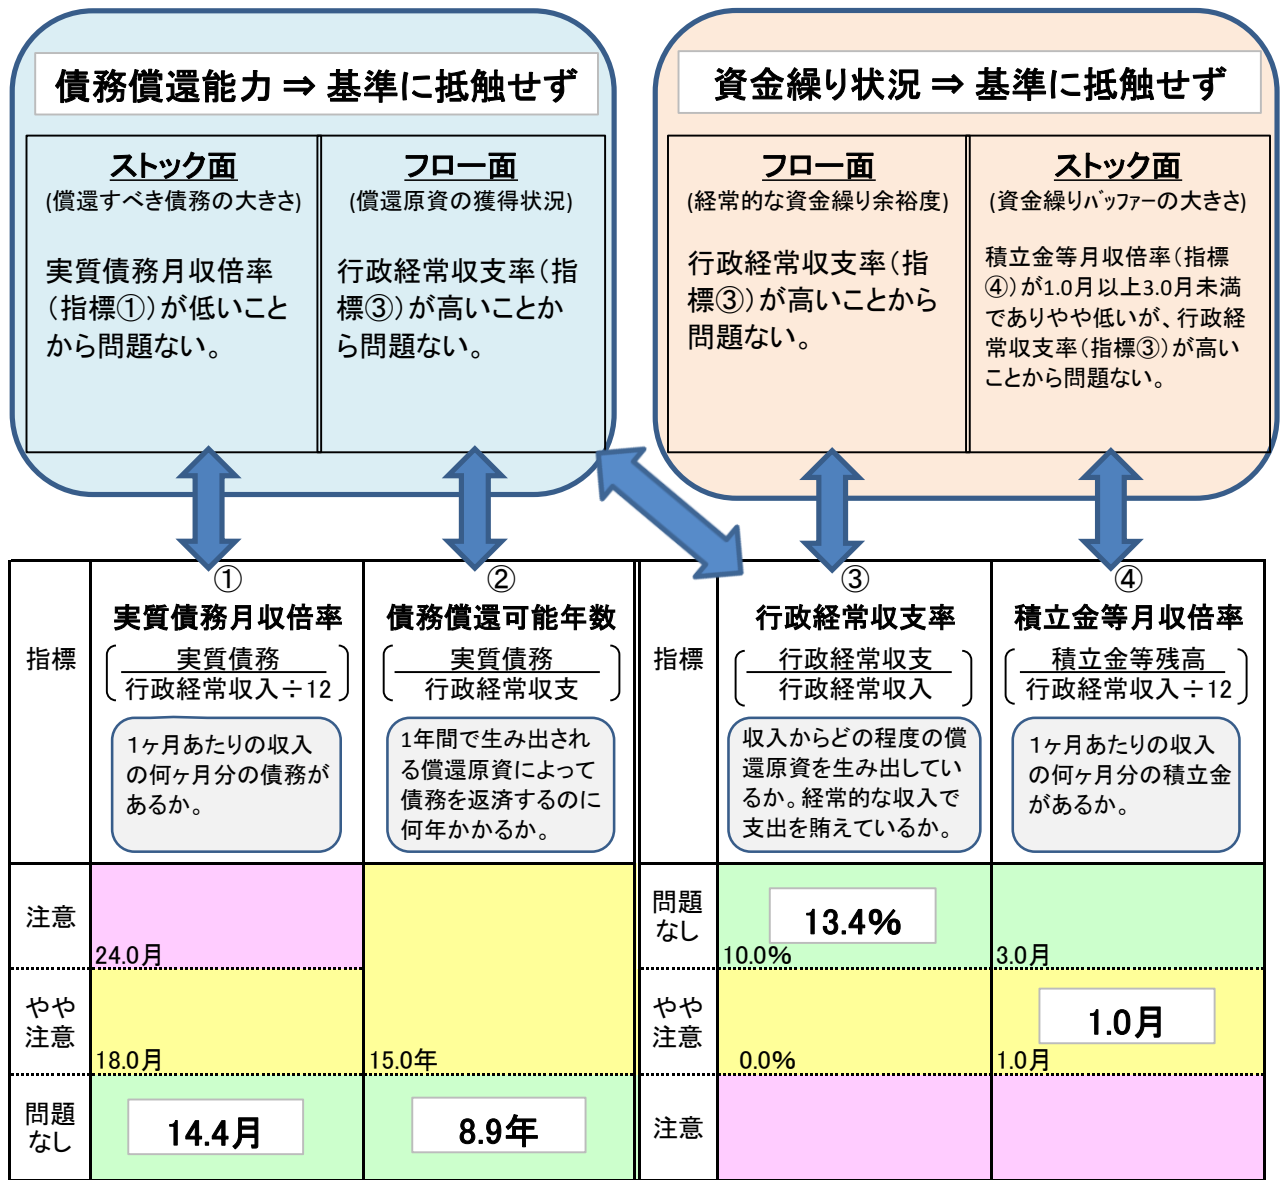 債務償還能力 ⇒ 基準に抵触せず
ストック面
(償還すべき債務の大きさ)
実質債務月収倍率
(指標①)が低いこと
から問題ない。
フロー面
(償還原資の獲得状況)
行政経常収支率(指
標③)が高いことか
ら問題ない。
資金繰り状況 ⇒ 基準に抵触せず
フロー面
(経常的な資金繰り余裕度)
行政経常収支率(指
標③)が高いことから
問題ない。
ストック面
(資金繰りバッファーの大きさ)
積立金等月収倍率(指標
④)が1.0月以上3.0月未満
でありやや低いが、行政経
常収支率(指標③)が高い
ことから問題ない。
指標
①
実質債務月収倍率
実質債務
行政経常収入÷12
1ヶ月あたりの収入
の何ヶ月分の債務が
あるか。
②
債務償還可能年数
実質債務
行政経常収支
1年間で生み出され
る償還原資によって
債務を返済するのに
何年かかるか。
指標
③
行政経常収支率
行政経常収支
行政経常収入
収入からどの程度の償
還原資を生み出してい
るか。経常的な収入で
支出を賄えているか。
④
積立金等月収倍率
積立金等残高
行政経常収入÷12
1ヶ月あたりの収入
の何ヶ月分の積立金
があるか。
注意
24.0月
やや
注意
18.0月
15.0年
問題
なし
14.4月
8.9年
問題
なし
13.4%
10.0%
3.0月
やや
注意
1.0月
0.0%
1.0月
注意